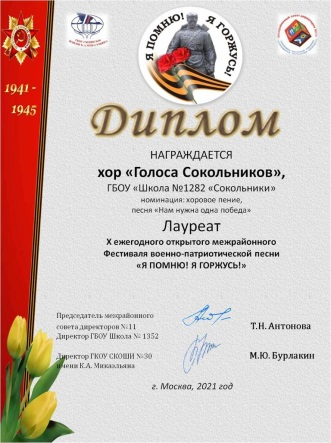 Я ПОМНЮ! Я ГОРЖУСЬ!
1941-
1945
Диплом
НАГРАЖДАЕТСЯ
хор «Голоса Сокольников»,
ГБОУ «Школа №1282 «Сокольники»
номинация: хоровое пение,
песня «Нам нужна одна победа»
Лауреат
X ежегодного открытого межрайонного
Фестиваля военно-патриотической песни
«Я ПОМНЮ! Я ГОРЖУСЬ!»
Председатель межрайонного
совета директоров №11
Директор ГБОУ Школа № 1352
Т.Н. Антонова
Директор ГКОУ СКОШИ №30
имени К.А. Микаэльяна
М.Ю. Бурлакин
г. Москва, 2021 год